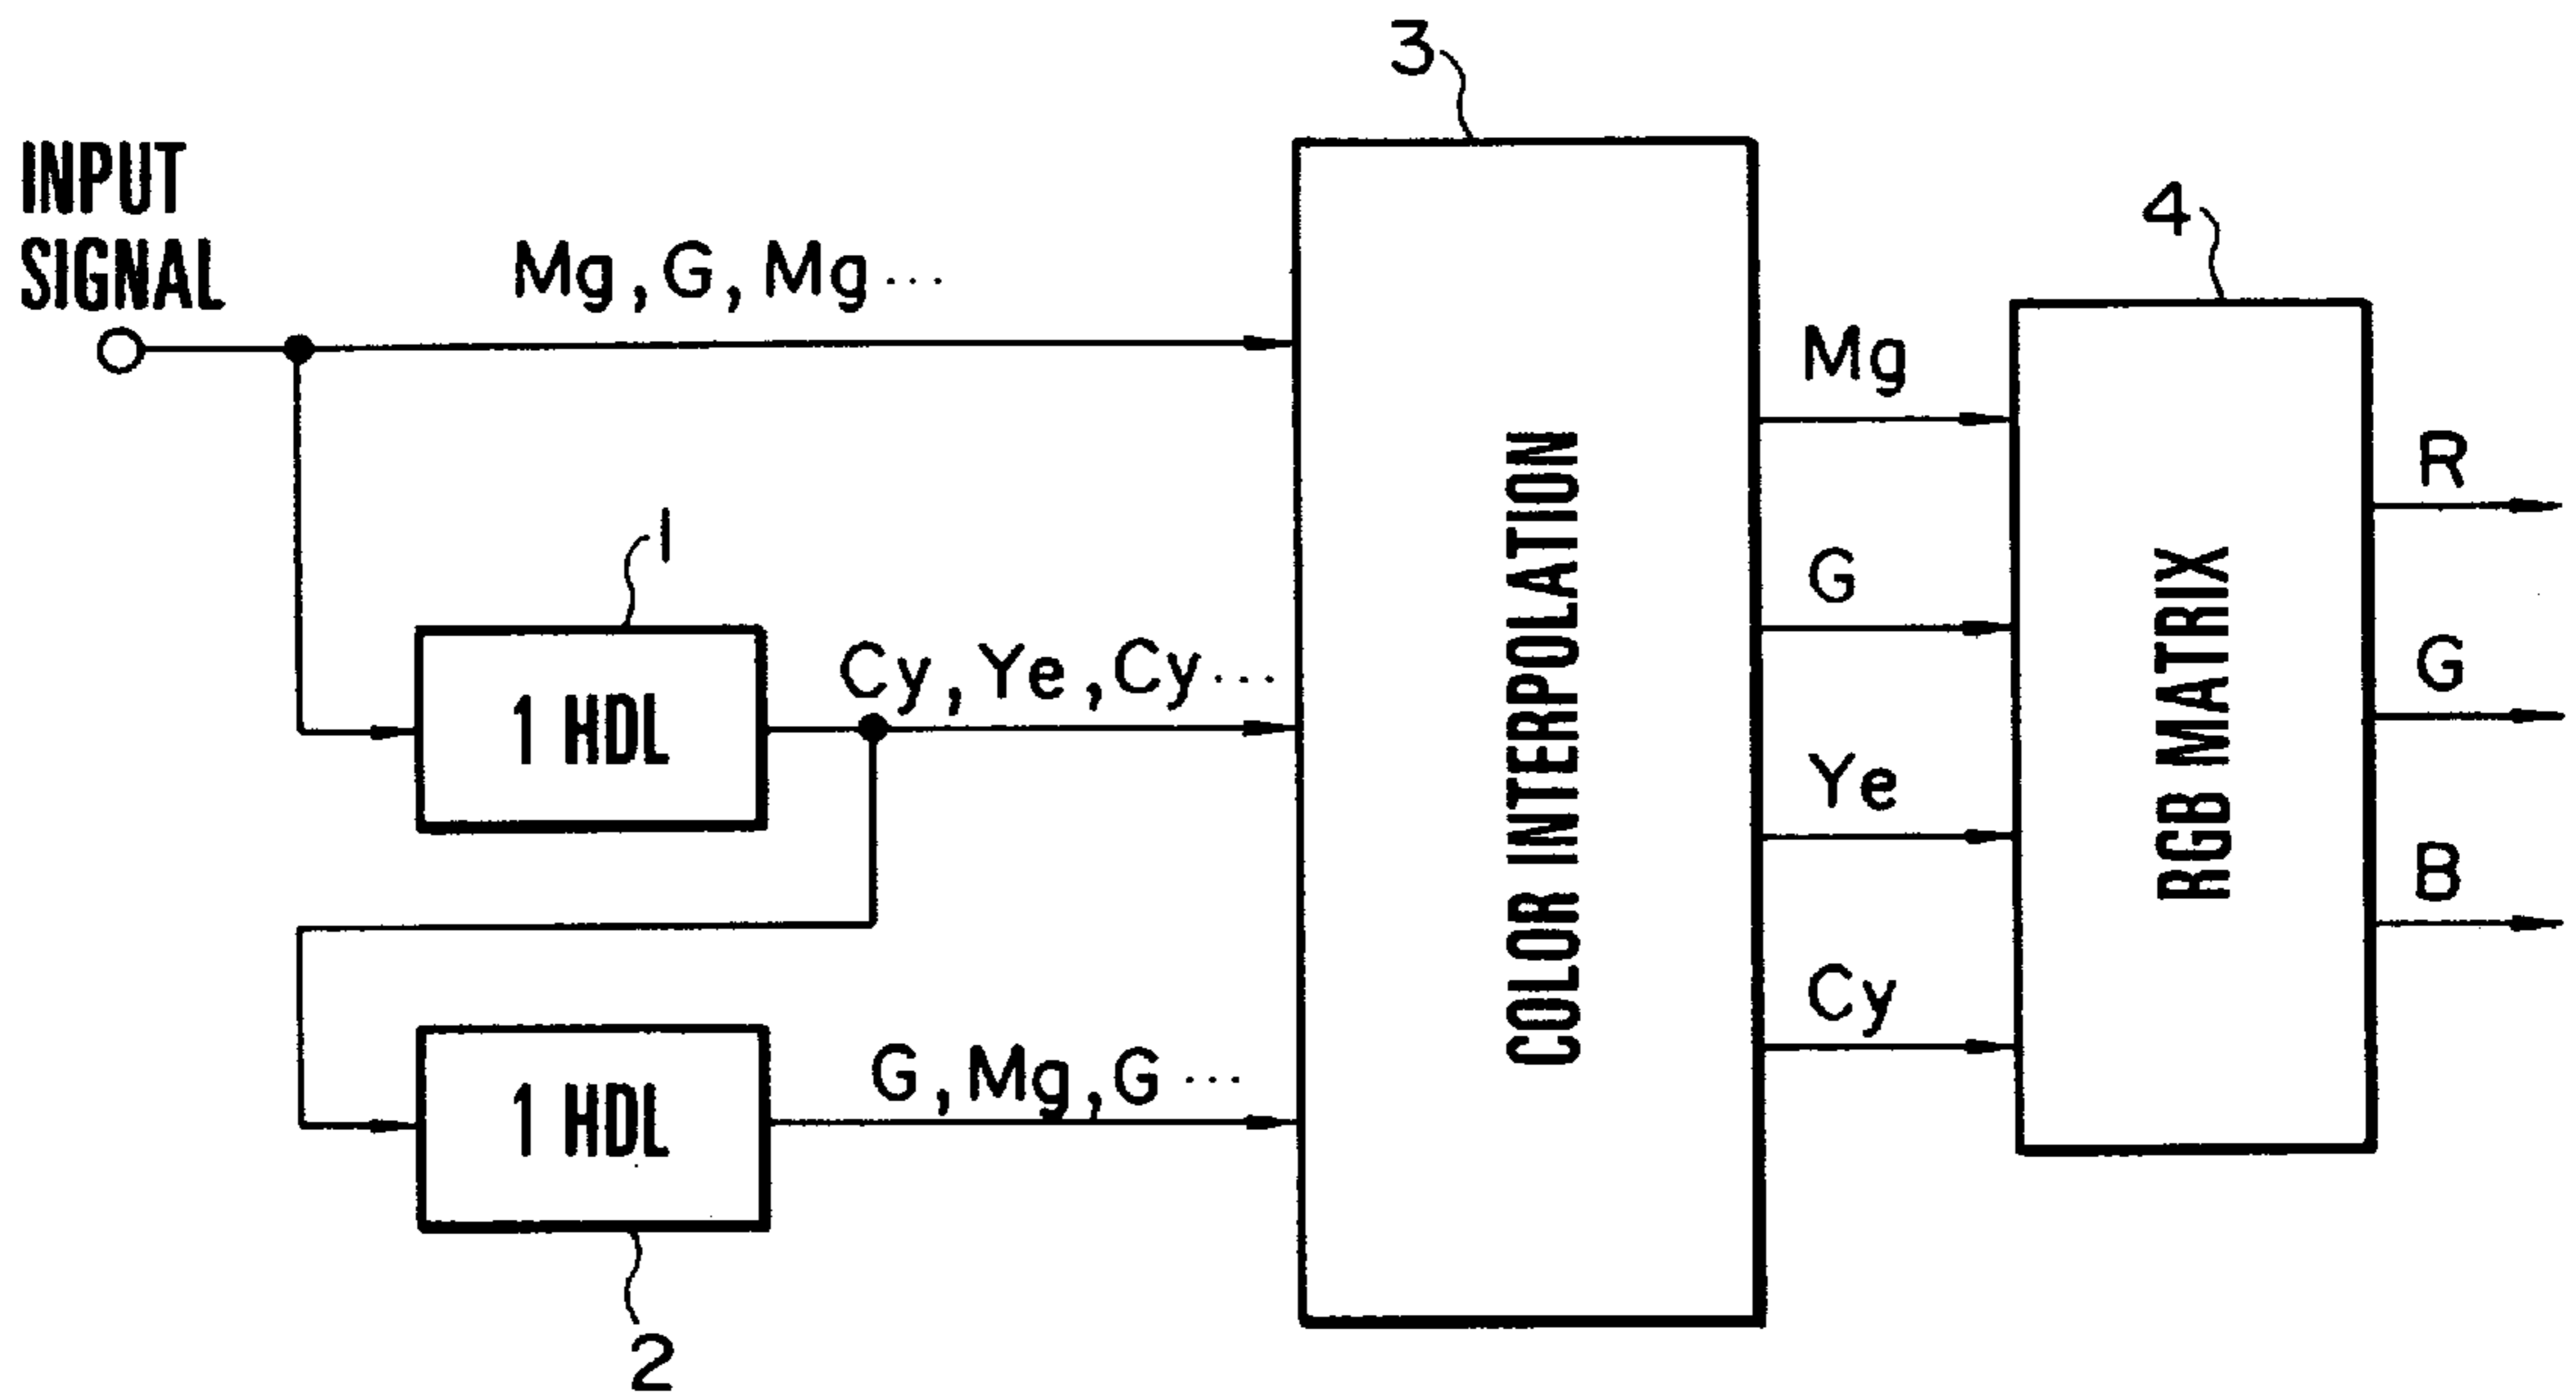 3
INPUT
SIGNAL
4
Mg, G, Mg ...
Mg
R
1
G
1 HDL
Cy, Ye, Cy ...
COLOR INTERPOLATION
RGB MATRIX
G
Ye
B
Cy
1 HDL
G, Mg, G ...
2